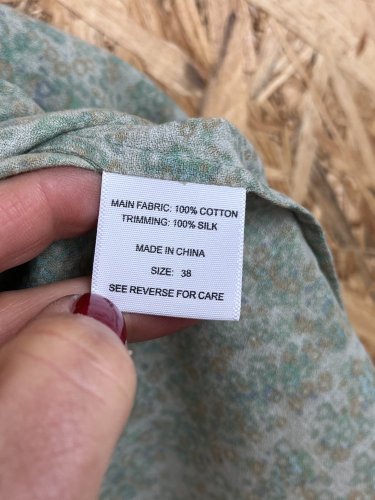 MAIN FABRIC: 100% COTTON
TRIMMING: 100% SILK
MADE IN CHINA
SIZE: 38
SEE REVERSE FOR CARE